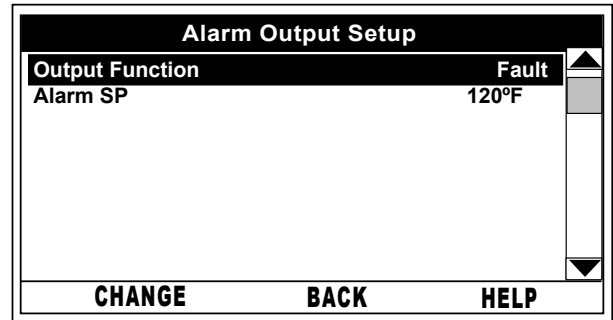 Alarm Output Setup
Output Function Fault
Alarm SP 120ºF
CHANGE BACK HELP